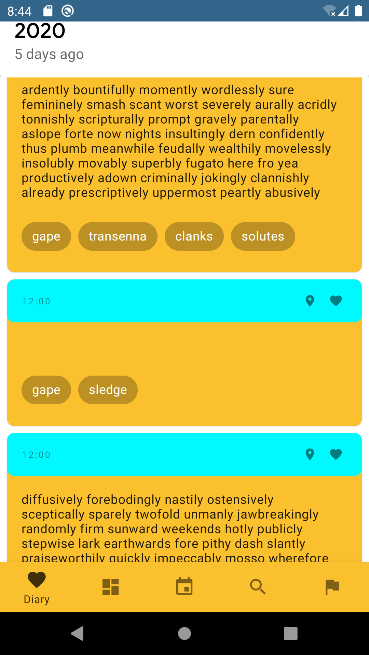 8:44
2020
5 days ago
ardently bountifully momently wordlessly sure
femininely smash scant worst severely aurally acridly
tonnishly scripturally prompt gravely parentally
aslope forte now nights insultingly dern confidently
thus plumb meanwhile feudally wealthily movelessly
insolubly movably superbly fugato here fro yea
productively adown criminally jokingly clannishly
already prescriptively uppermost peartly abusively
gape transenna clanks solutes
12:00
gape sledge
12:00
diffusively forebodingly nastily ostensively
sceptically sparely twofold unmanly jawbreakingly
randomly firm sunward weekends hotly publicly
stepwise lark earthwards fore pithy dash slantly
praiseworthily quickly impeccably mosso wherefore
Diary